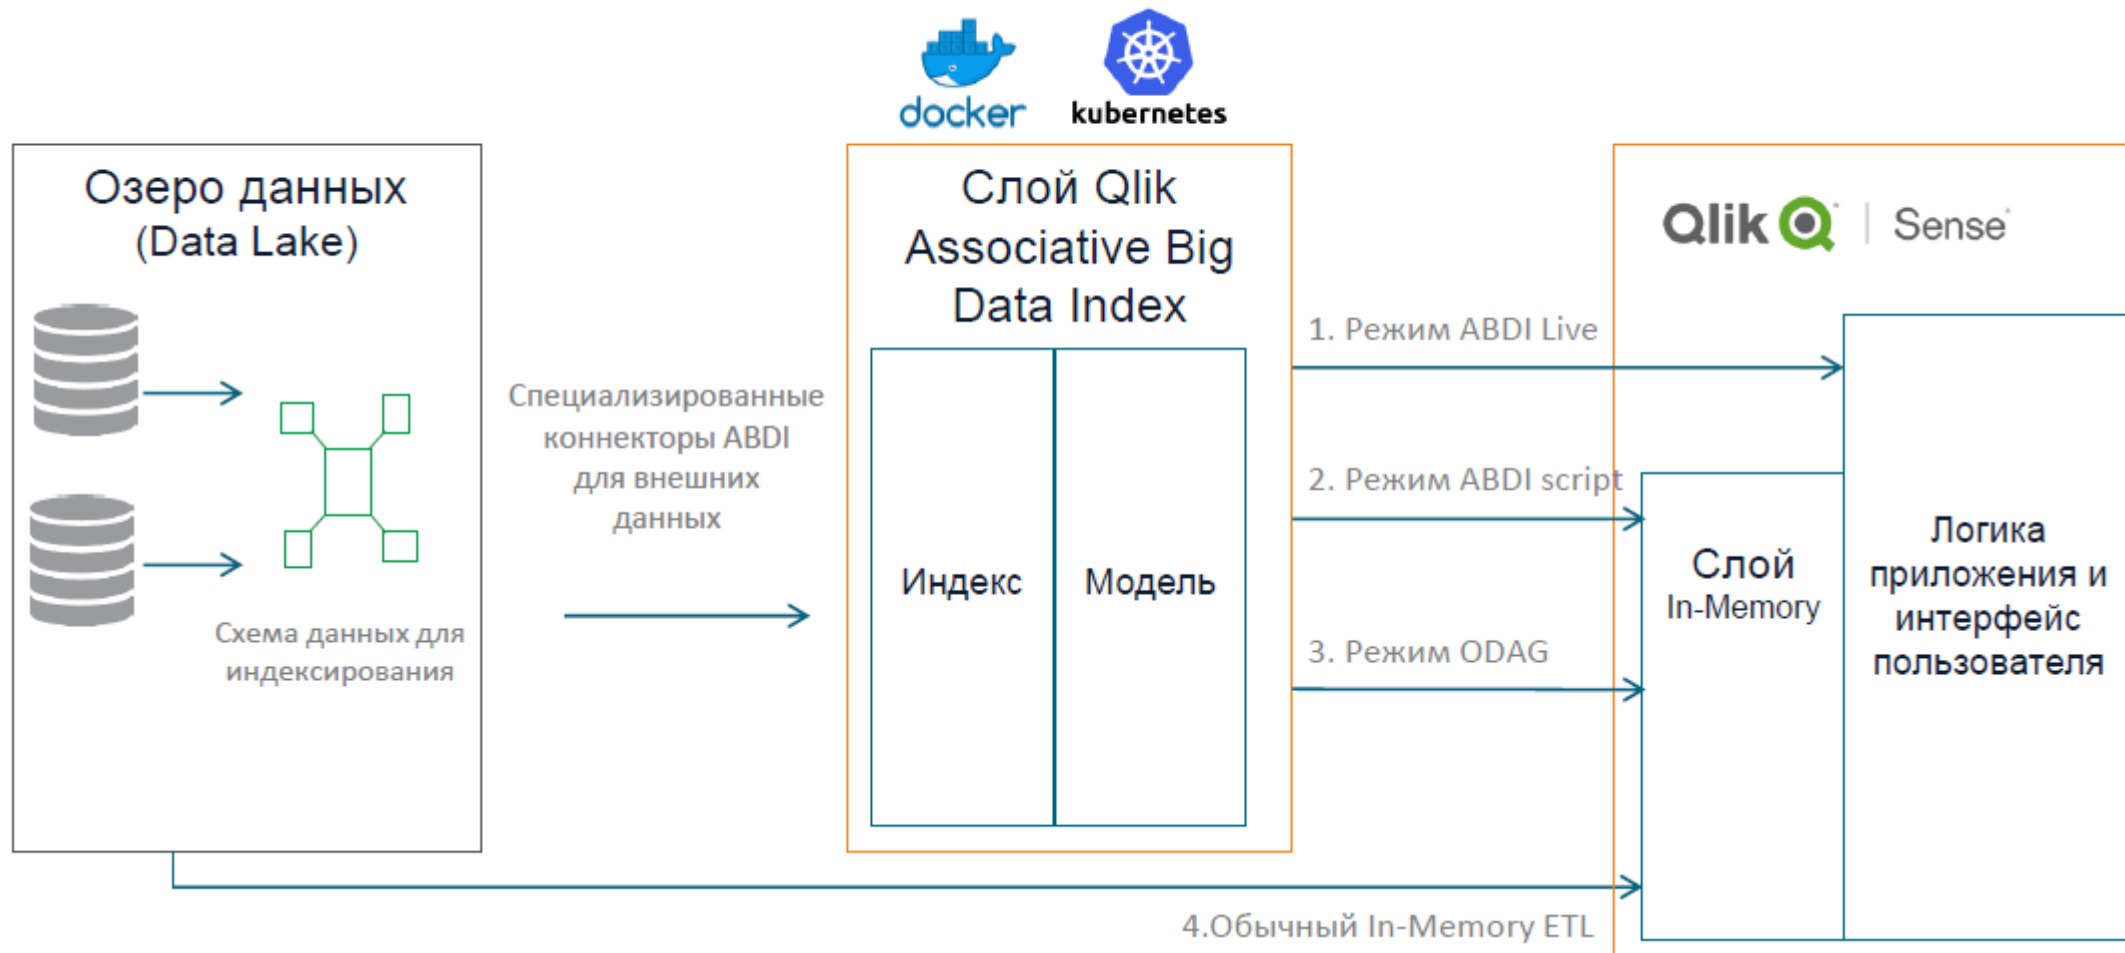 docker
kubernetes
Озеро данных
(Data Lake)
Схема данных для
индексирования
Специализированные
коннекторы ABDI
для внешних
данных
Слой Qlik
Associative Big
Data Index
Индекс
Модель
1. Режим ABDI Live
2. Режим ABDI script
3. Режим ODAG
4.Обычный In-Memory ETL
Qlik Sense
Слой
In-Memory
Логика
приложения и
интерфейс
пользователя